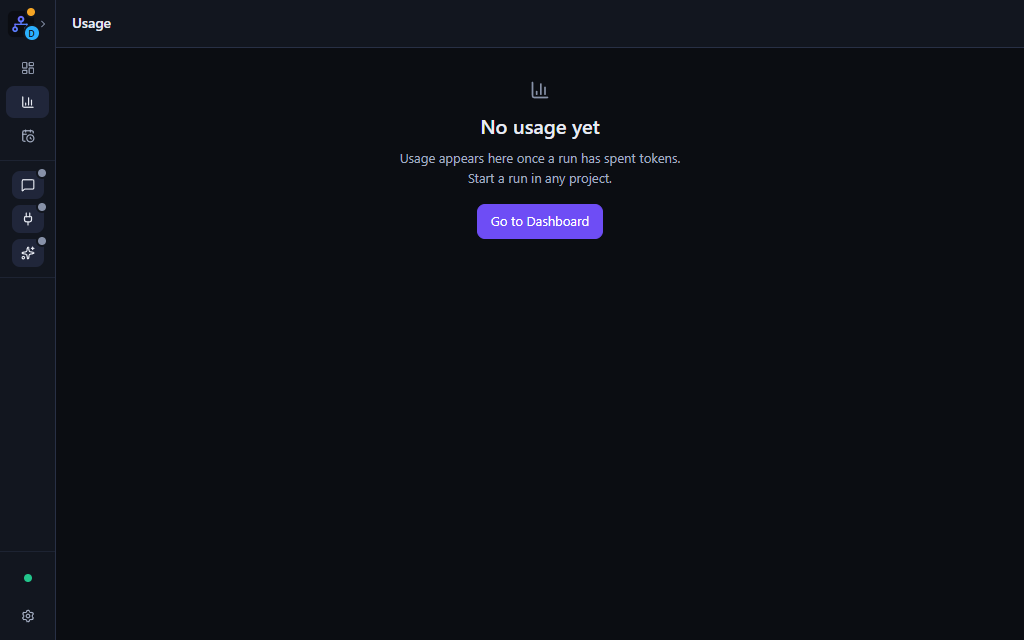 D
Usage
No usage yet
Usage appears here once a run has spent tokens.
Start a run in any project.
Go to Dashboard